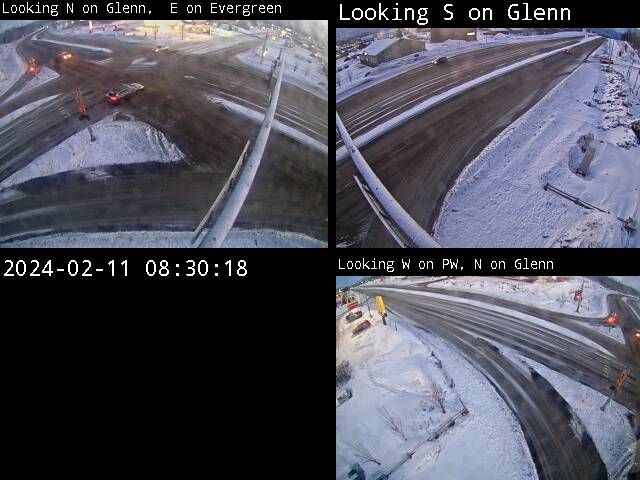 Looking N on Glenn, E on Evergreen
Looking S on Glenn
2024-02-11 08:30:18
Looking W on PW, N on Glenn